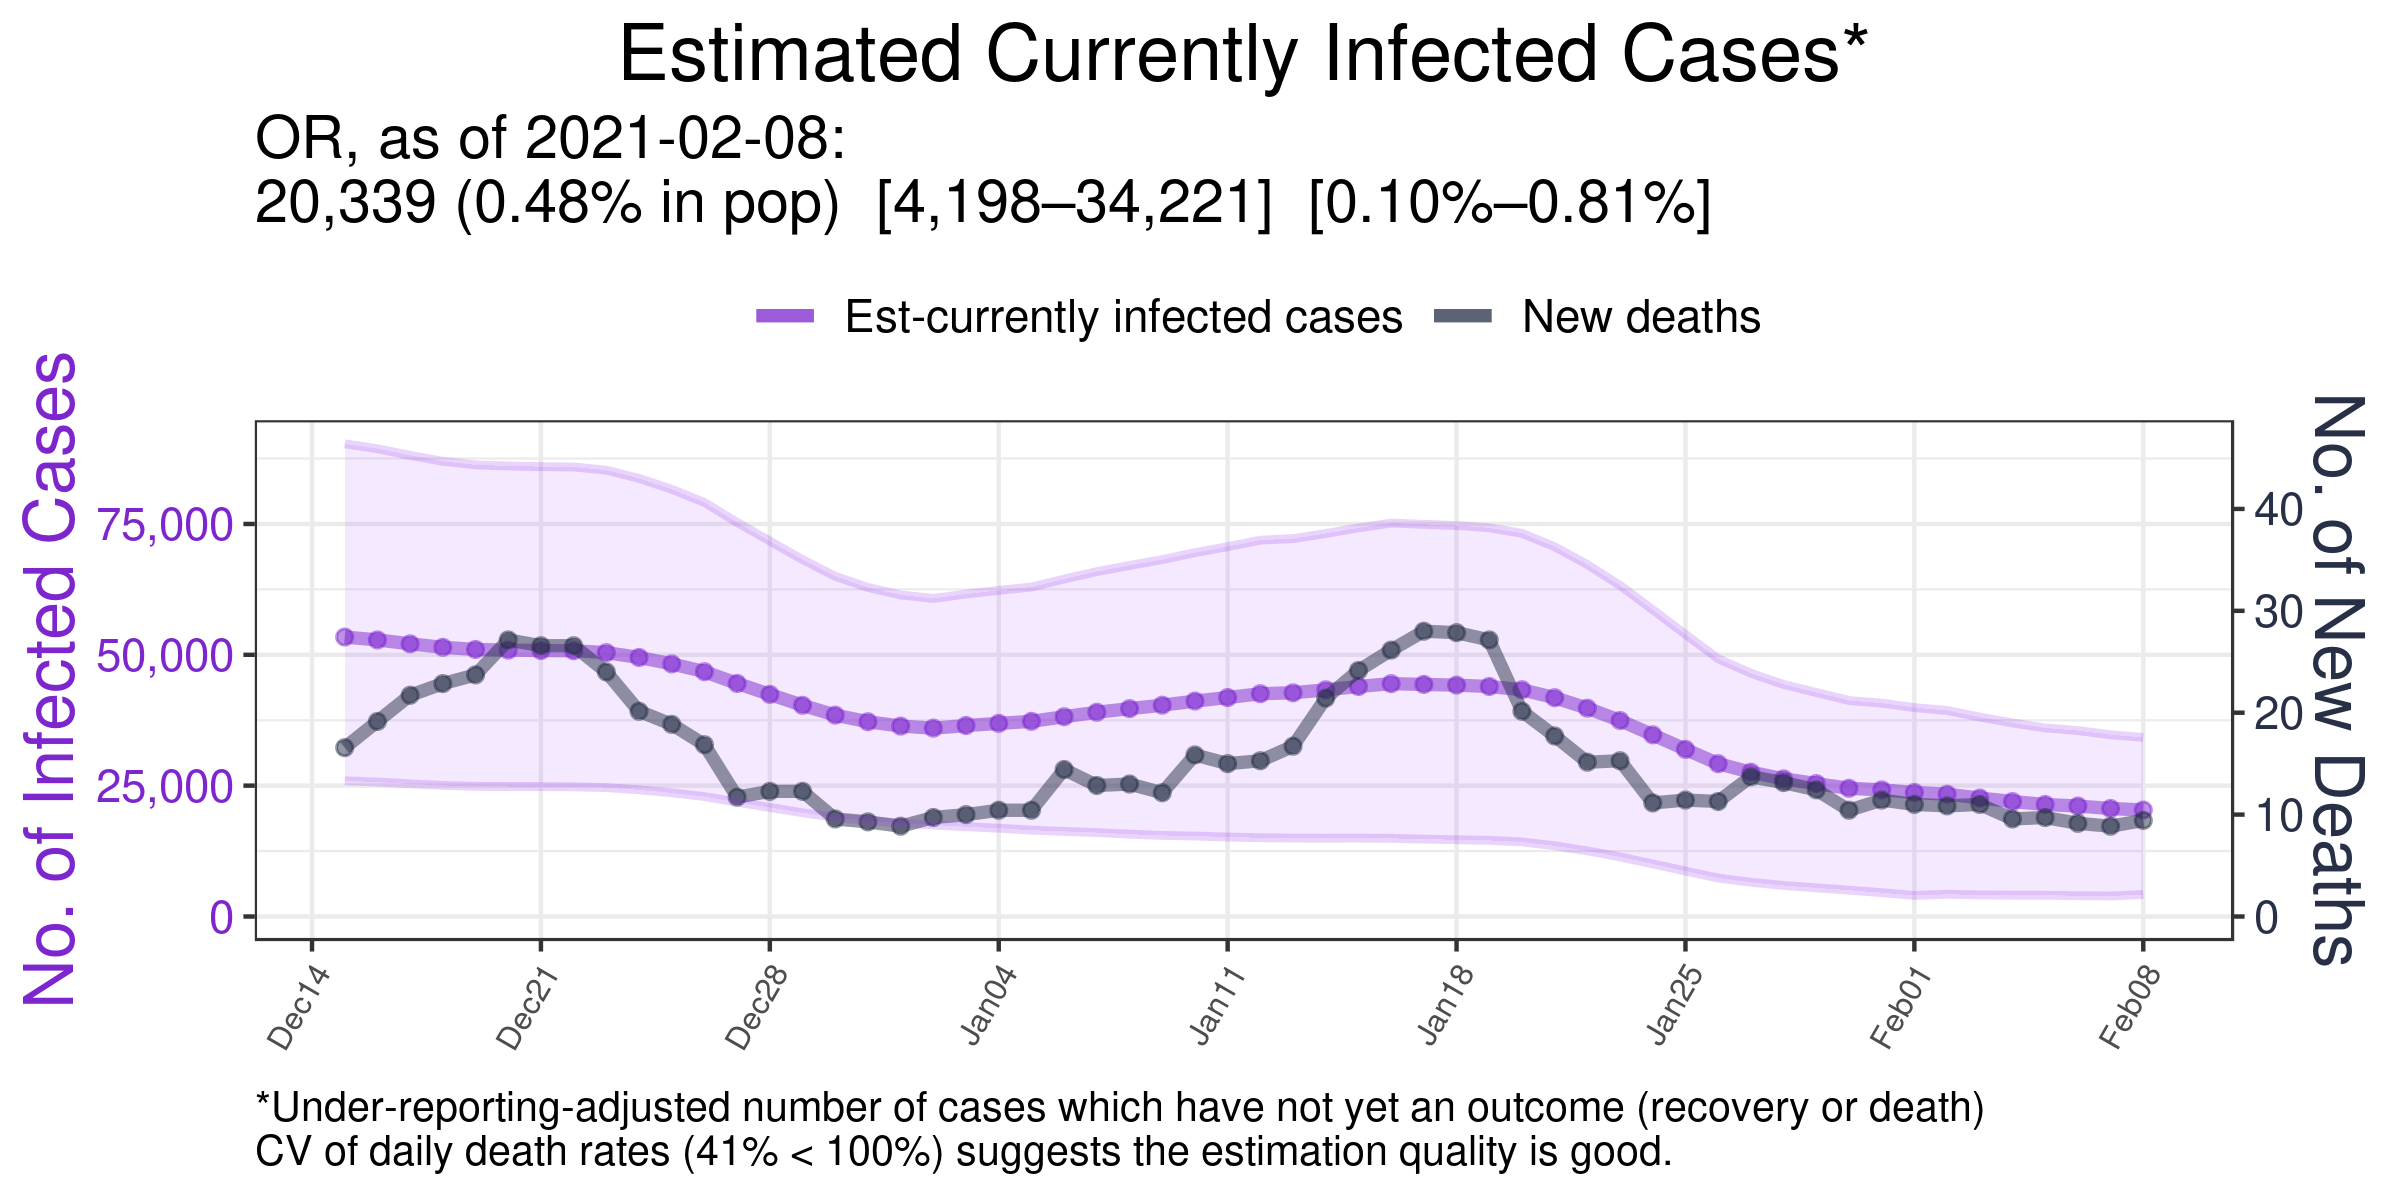 Estimated Currently Infected Cases*
OR, as of 2021-02-08:
20,339 (0.48% in pop)  [4,198–34,221]  [0.10%–0.81%]
Est-currently infected cases
New deaths
No. of Infected Cases
75,000
50,000
25,000
0
40
30
20
10
0
No. of New Deaths
Dec14
Dec21
Dec28
Jan04
Jan11
Jan18
Jan25
Feb01
Feb08
*Under-reporting-adjusted number of cases which have not yet an outcome (recovery or death)
CV of daily death rates (41% < 100%) suggests the estimation quality is good.